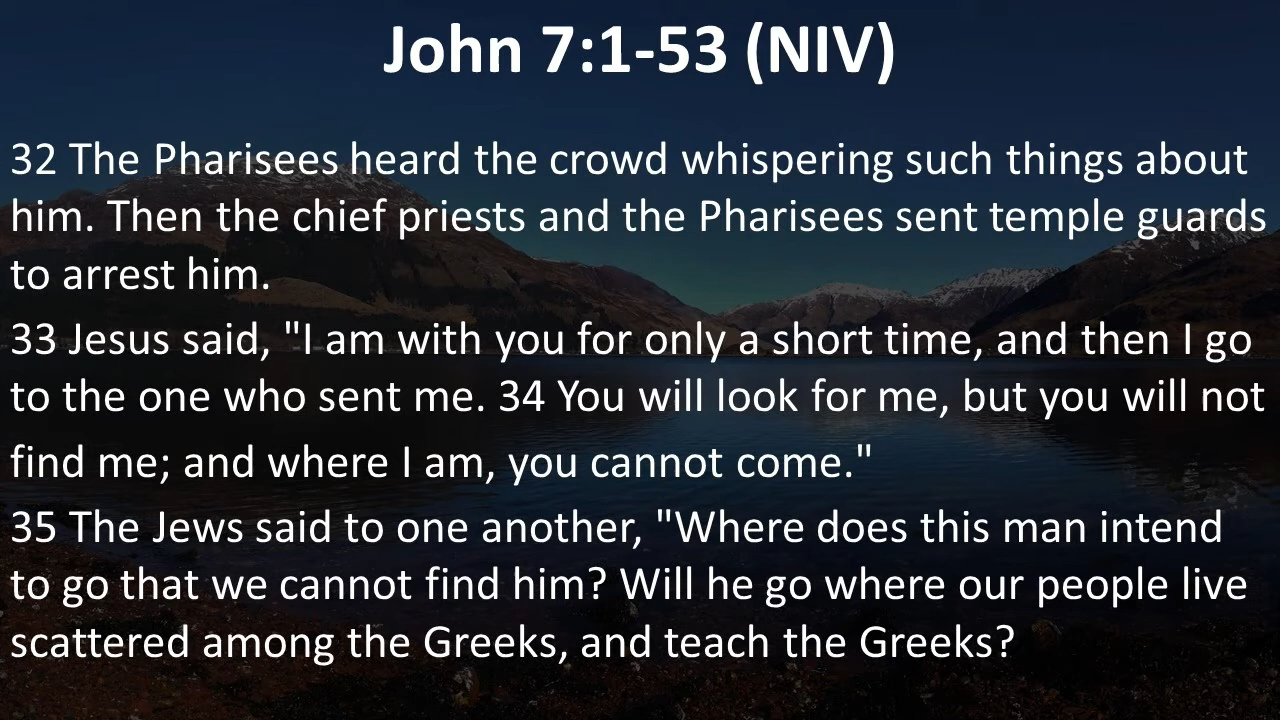 John 7:1-53 (NIV)
32 The Pharisees heard the crowd whispering such things about
him. Then the chief priests and the Pharisees sent temple guards
to arrest him.
33 Jesus said, "I am with you for only a short time, and then I go
to the one who sent me. 34 You will look for me, but you will not
find me; and where I am, you cannot come."
35 The Jews said to one another, "Where does this man intend
to go that we cannot find him? Will he go where our people live
scattered among the Greeks, and teach the Greeks?